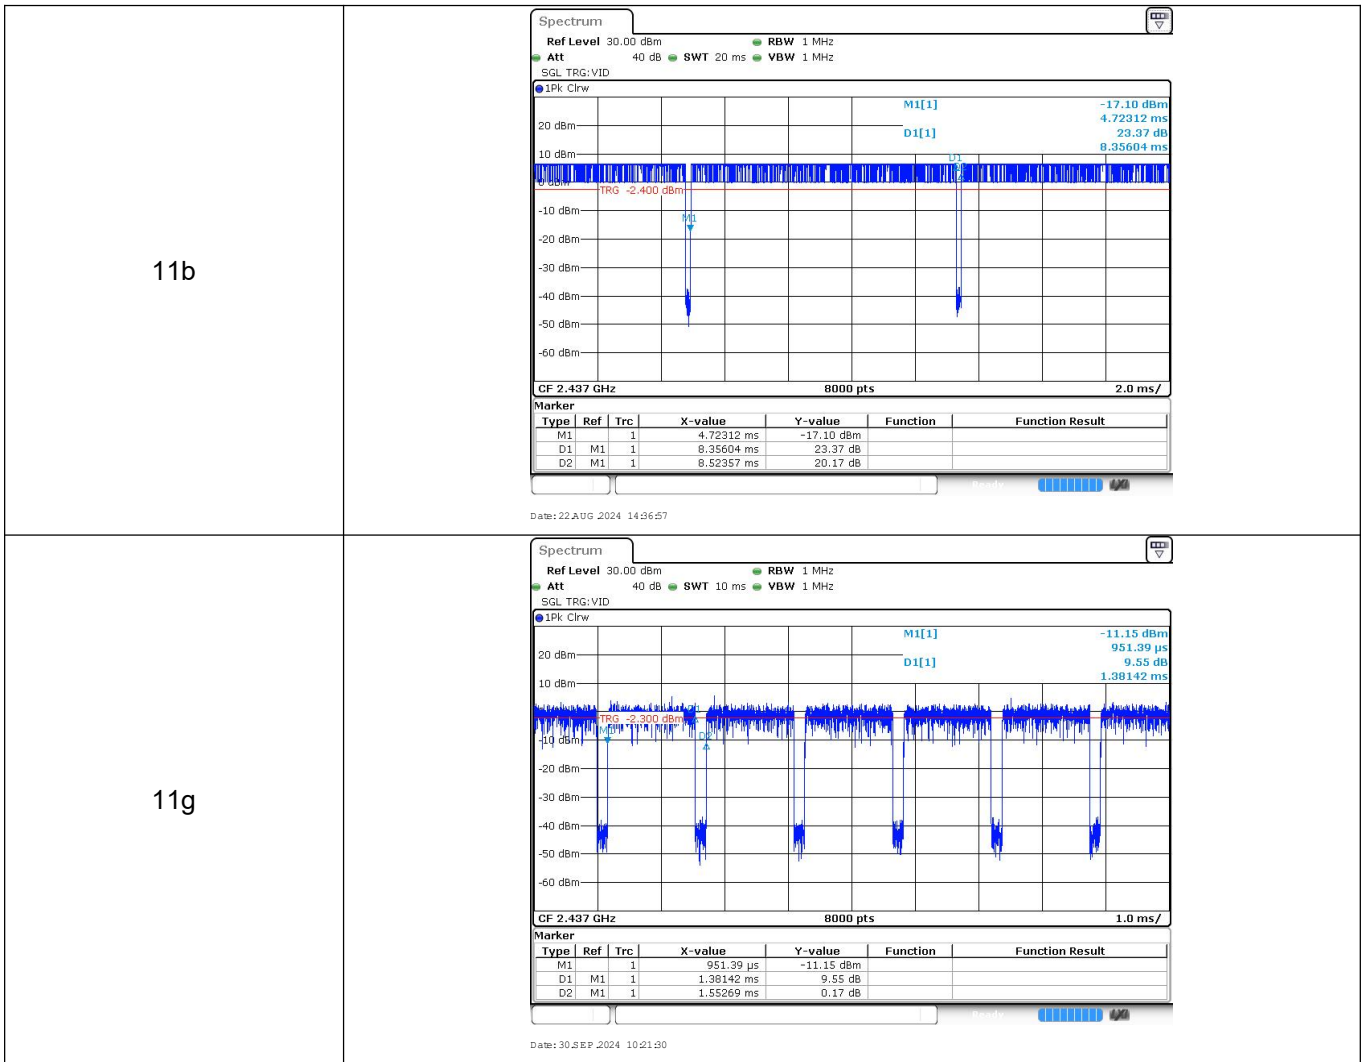 11b
Spectrum
Ref Level 30.00 dBm RBW 1 MHz
Att 40 dB SWT 20 ms VBW 1 MHz
SGL TRG:VID
1Pk Clrw
M1[1] -17.10 dBm
4.72312 ms
D1[1] 23.37 dB
8.35604 ms
20 dBm
10 dBm
D1
0 dBm
TRG -2.400 dBm
-10 dBm
M1
-20 dBm
-30 dBm
-40 dBm
-50 dBm
-60 dBm
CF 2.437 GHz 8000 pts 2.0 ms/
Marker
Type Ref Trc X-value Y-value Function Function Result
M1 1 4.72312 ms -17.10 dBm
D1 M1 1 8.35604 ms 23.37 dB
D2 M1 1 8.52357 ms 20.17 dB
Ready
Date: 22.AUG.2024 14:36:57
11g
Spectrum
Ref Level 30.00 dBm RBW 1 MHz
Att 40 dB SWT 10 ms VBW 1 MHz
SGL TRG:VID
1Pk Clrw
M1[1] -11.15 dBm
951.39 µs
D1[1] 9.55 dB
1.38142 ms
20 dBm
10 dBm
TRG -2.300 dBm
M1
D2
-10 dBm
-20 dBm
-30 dBm
-40 dBm
-50 dBm
-60 dBm
CF 2.437 GHz 8000 pts 1.0 ms/
Marker
Type Ref Trc X-value Y-value Function Function Result
M1 1 951.39 µs -11.15 dBm
D1 M1 1 1.38142 ms 9.55 dB
D2 M1 1 1.55269 ms 0.17 dB
Ready
Date: 30.SEP.2024 10:21:30